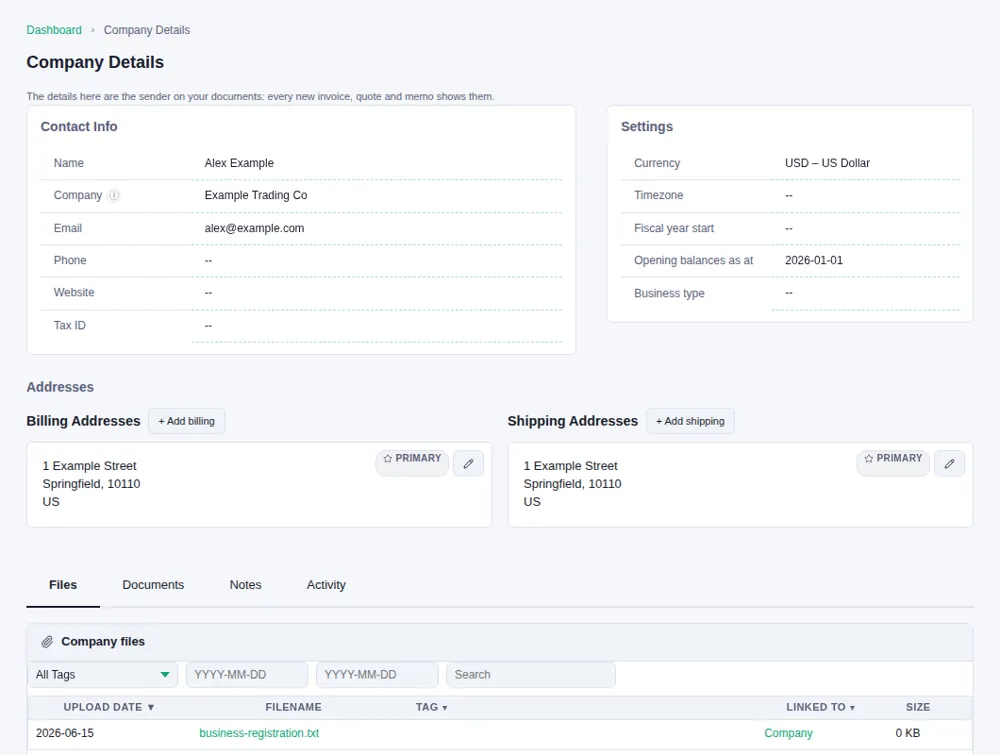 Dashboard › Company Details
Company Details
The details here are the sender on your documents: every new invoice, quote and memo shows them.
Contact Info
Name Alex Example
Company ⓘ Example Trading Co
Email alex@example.com
Phone --
Website --
Tax ID --
Settings
Currency USD – US Dollar
Timezone --
Fiscal year start --
Opening balances as at 2026-01-01
Business type --
Addresses
Billing Addresses + Add billing
1 Example Street
Springfield, 10110
US
☆ PRIMARY
Shipping Addresses + Add shipping
1 Example Street
Springfield, 10110
US
☆ PRIMARY
Files Documents Notes Activity
Company files
All Tags YYYY-MM-DD YYYY-MM-DD Search
UPLOAD DATE ▼ FILENAME TAG ▾ LINKED TO ▾ SIZE
2026-06-15 business-registration.txt Company 0 KB